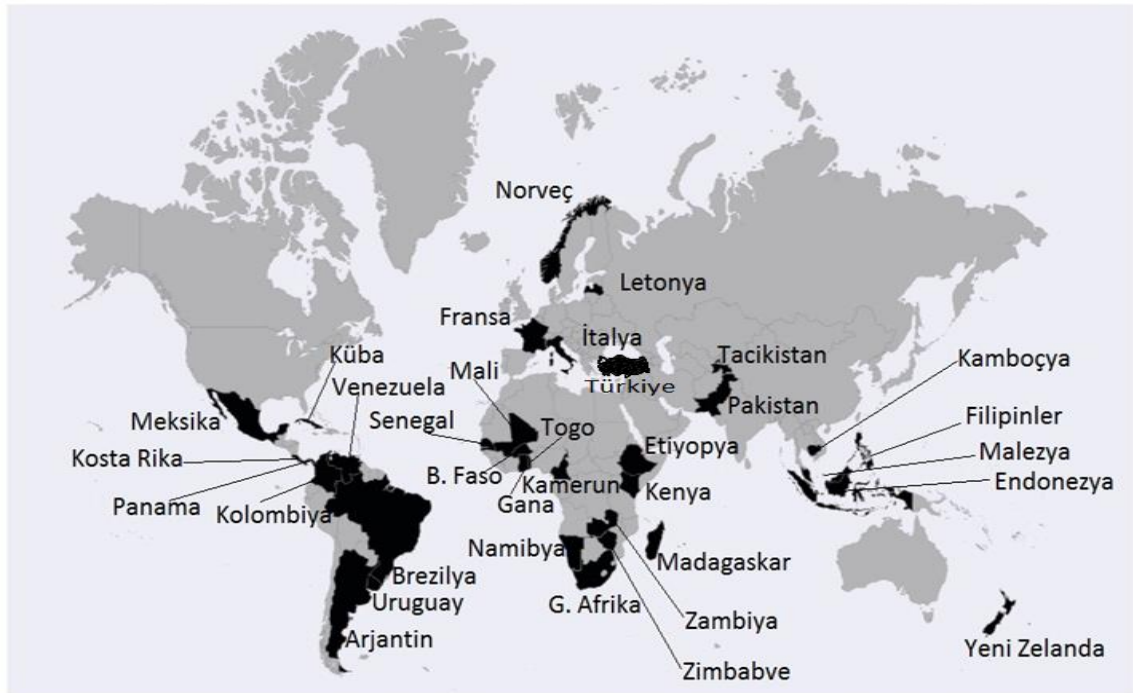 Norveç
Letonya
Fransa
İtalya
Küba
Tacikistan
Kamboçya
Mali
Venezuela
Türkiye
Pakistan
Filipinler
Meksika
Senegal
Togo
Etiyopya
Malezya
Kosta Rika
B. Faso
Kamerun
Endonezya
Panama
Kolombiya
Gana
Kenya
Namibya
Madagaskar
Brezilya
Uruguay
G. Afrika
Zambiya
Arjantin
Yeni Zelanda
Zimbabve